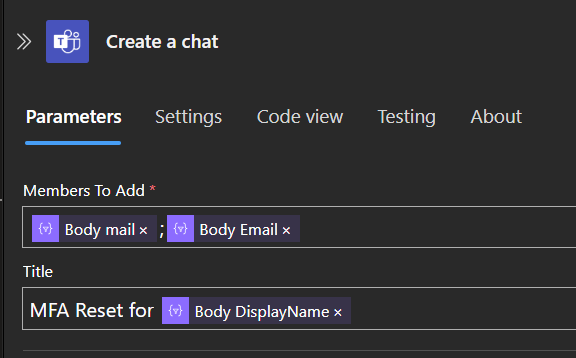 Create a chat
Parameters Settings Code view Testing About
Members To Add *
{v} Body mail × ; {v} Body Email ×
Title
MFA Reset for {v} Body DisplayName ×